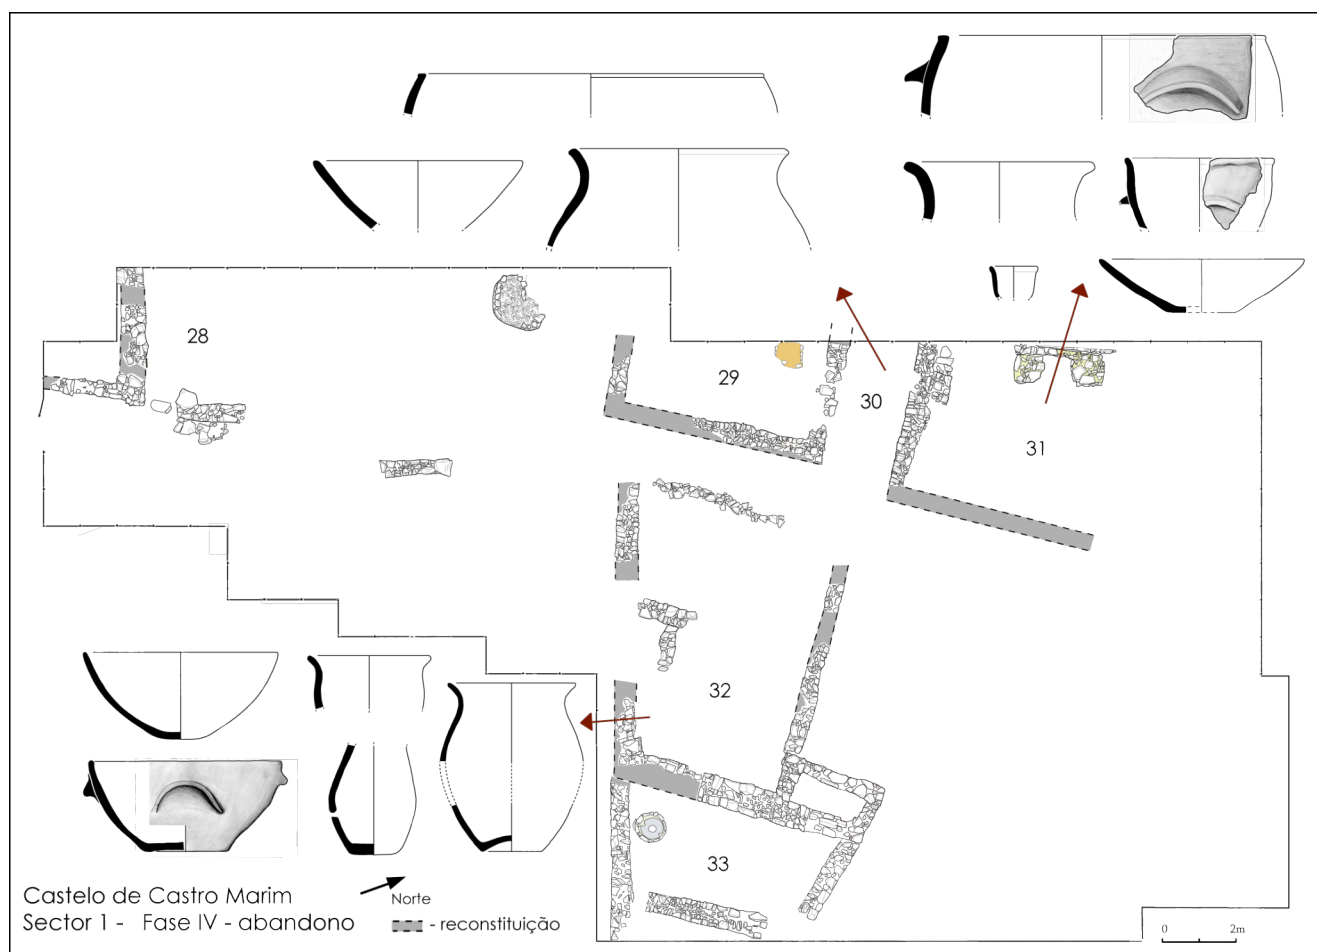 28
29
30
31
32
33
Castelo de Castro Marim
Sector 1 - Fase IV - abandono
Norte
- reconstituição
0 2m